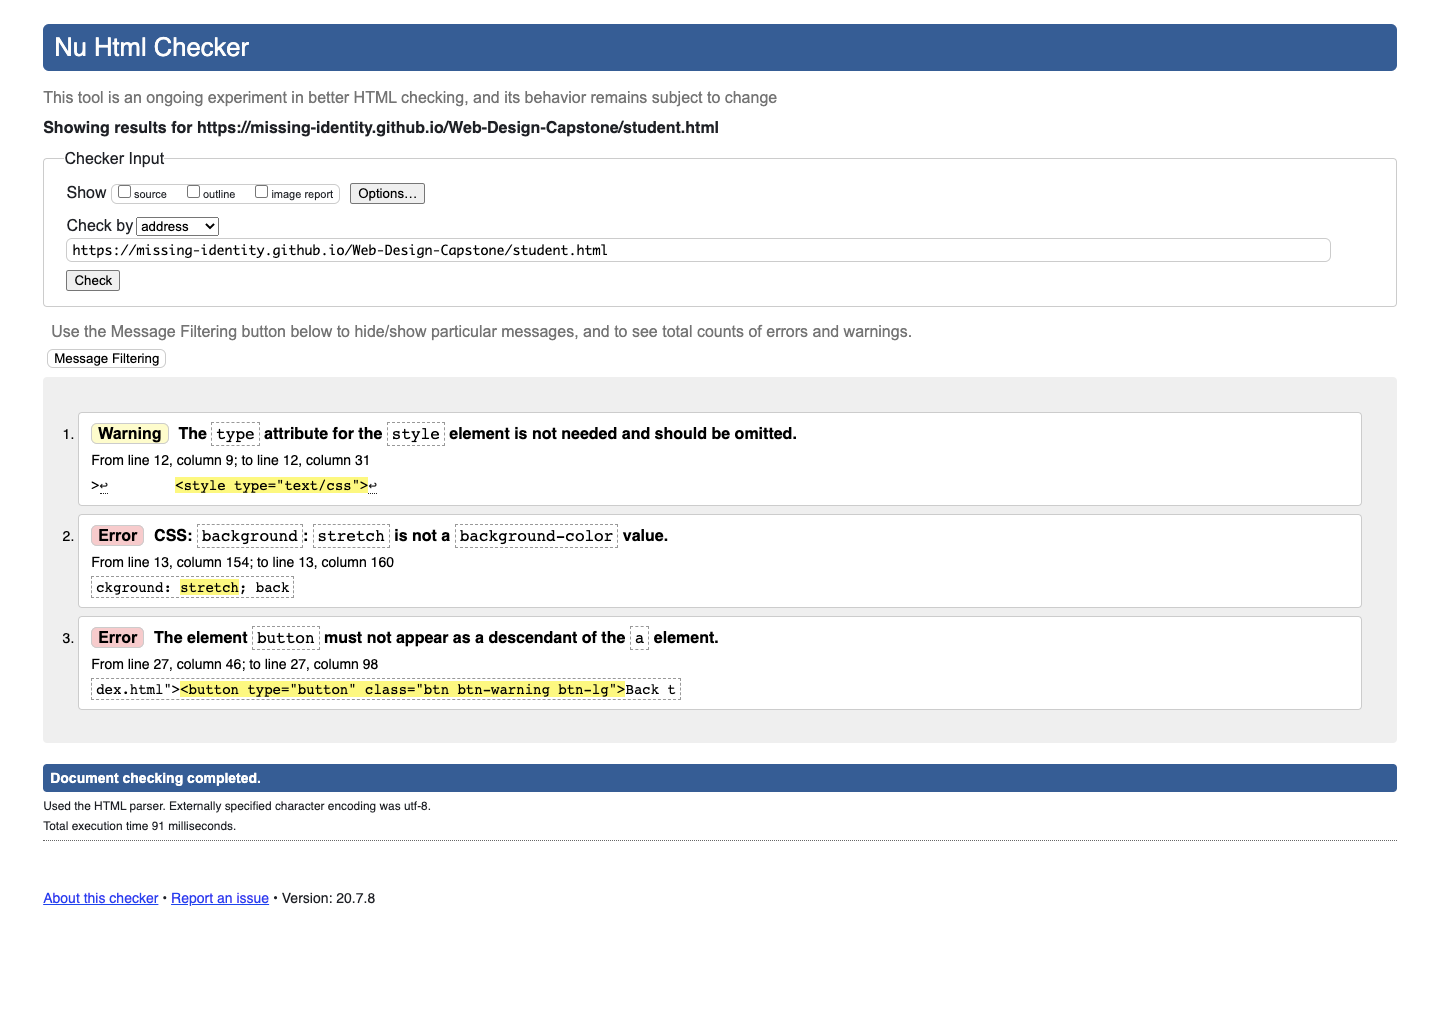 Nu Html Checker
This tool is an ongoing experiment in better HTML checking, and its behavior remains subject to change
Showing results for https://missing-identity.github.io/Web-Design-Capstone/student.html
Checker Input
Show source outline image report Options...
Check by address
https://missing-identity.github.io/Web-Design-Capstone/student.html
Check
Use the Message Filtering button below to hide/show particular messages, and to see total counts of errors and warnings.
Message Filtering
1. Warning The type attribute for the style element is not needed and should be omitted.
From line 12, column 9; to line 12, column 31
>↩ <style type="text/css">↩
2. Error CSS: background: stretch is not a background-color value.
From line 13, column 154; to line 13, column 160
ckground: stretch; back
3. Error The element button must not appear as a descendant of the a element.
From line 27, column 46; to line 27, column 98
dex.html"><button type="button" class="btn btn-warning btn-lg">Back t
Document checking completed.
Used the HTML parser. Externally specified character encoding was utf-8.
Total execution time 91 milliseconds.
About this checker • Report an issue • Version: 20.7.8